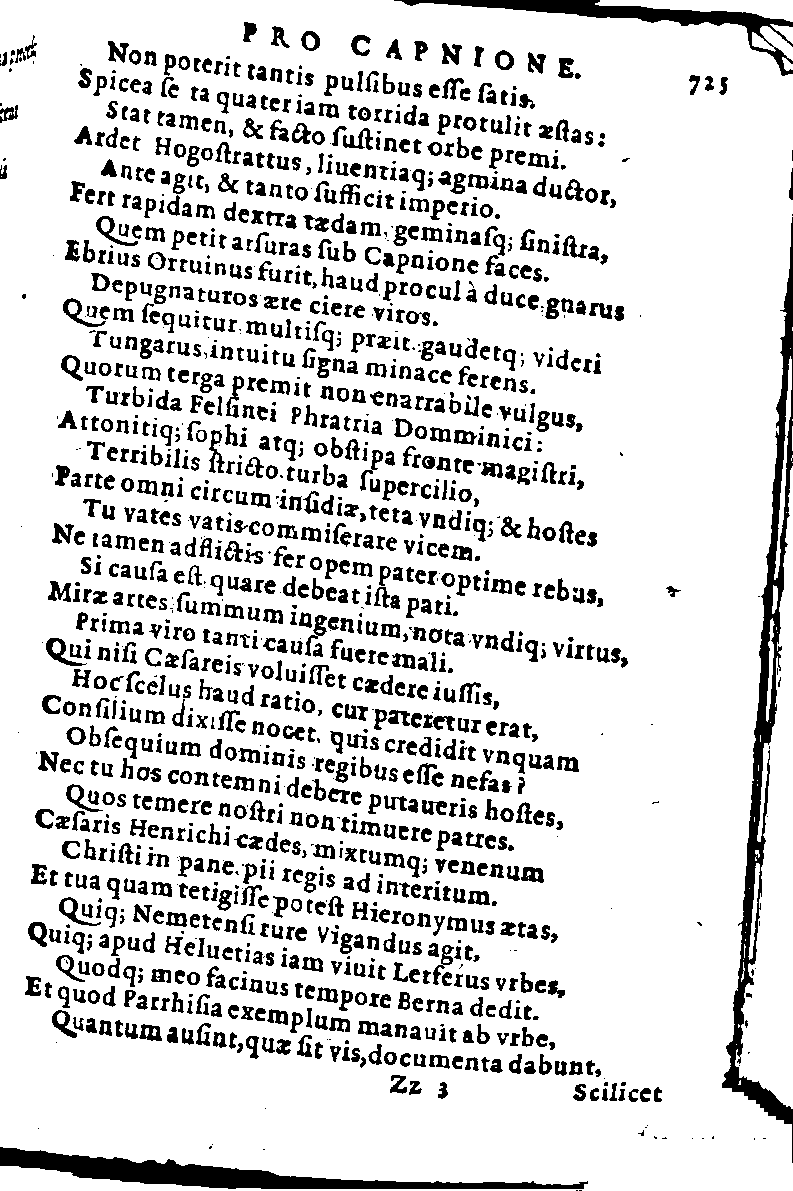 PRO CAPNIONE.
725
Non poterit tantis pulſibus eſſe ſatis.
Spicea ſe ta quater iam torrida protulit æſtas:
Stat tamen, & facto ſuſtinet orbe premi.
Ardet Hogoſtrattus, liuentiaq; agmina ductor,
Ante agit, & tanto ſufficit imperio.
Fert rapidam dextra tædam, geminaſq; ſiniſtra,
Quem petit arſuras ſub Capnione faces.
Ebrius Ortuinus furit, haud procul à duce gnarus
Depugnaturos ære ciere viros.
Quem ſequitur multiſq; præit gaudetq; videri
Tungarus, intuitu ſigna minace ferens.
Quorum terga premit non enarrabile vulgus,
Turbida Felſinei Phratria Domminici:
Attonitiq; ſophi atq; obſtipa fronte magiſtri,
Terribilis ſtricto turba ſupercilio,
Parte omni circum inſidiæ, teta vndiq; & hoſtes
Tu vates vatis commiſerare vicem.
Ne tamen adflictis fer opem pater optime rebus,
Si cauſa eſt quare debeat iſta pati.
Miræ artes ſummum ingenium, nota vndiq; virtus,
Prima viro tanti cauſa fuere mali.
Qui niſi Cæſareis voluiſſet cædere iuſſis,
Hoc ſcelus haud ratio, cur pateretur erat,
Conſilium dixiſſe nocet, quis credidit vnquam
Obſequium dominis regibus eſſe nefas?
Nec tu hos contemni debere putaueris hoſtes,
Quos temere noſtri non timuere patres.
Cæſaris Henrichi cædes, mixtumq; venenum
Chriſti in pane pii regis ad interitum.
Et tua quam tetigiſſe poteſt Hieronymus ætas,
Quiq; Nemetenſi ture Vigandus agit,
Quiq; apud Heluetias iam viuit Letſerus vrbes,
Quodq; meo facinus tempore Berna dedit.
Et quod Parrhiſia exemplum manauit ab vrbe,
Quantum auſint, quæ ſit vis, documenta dabunt,
Zz 3
Scilicet